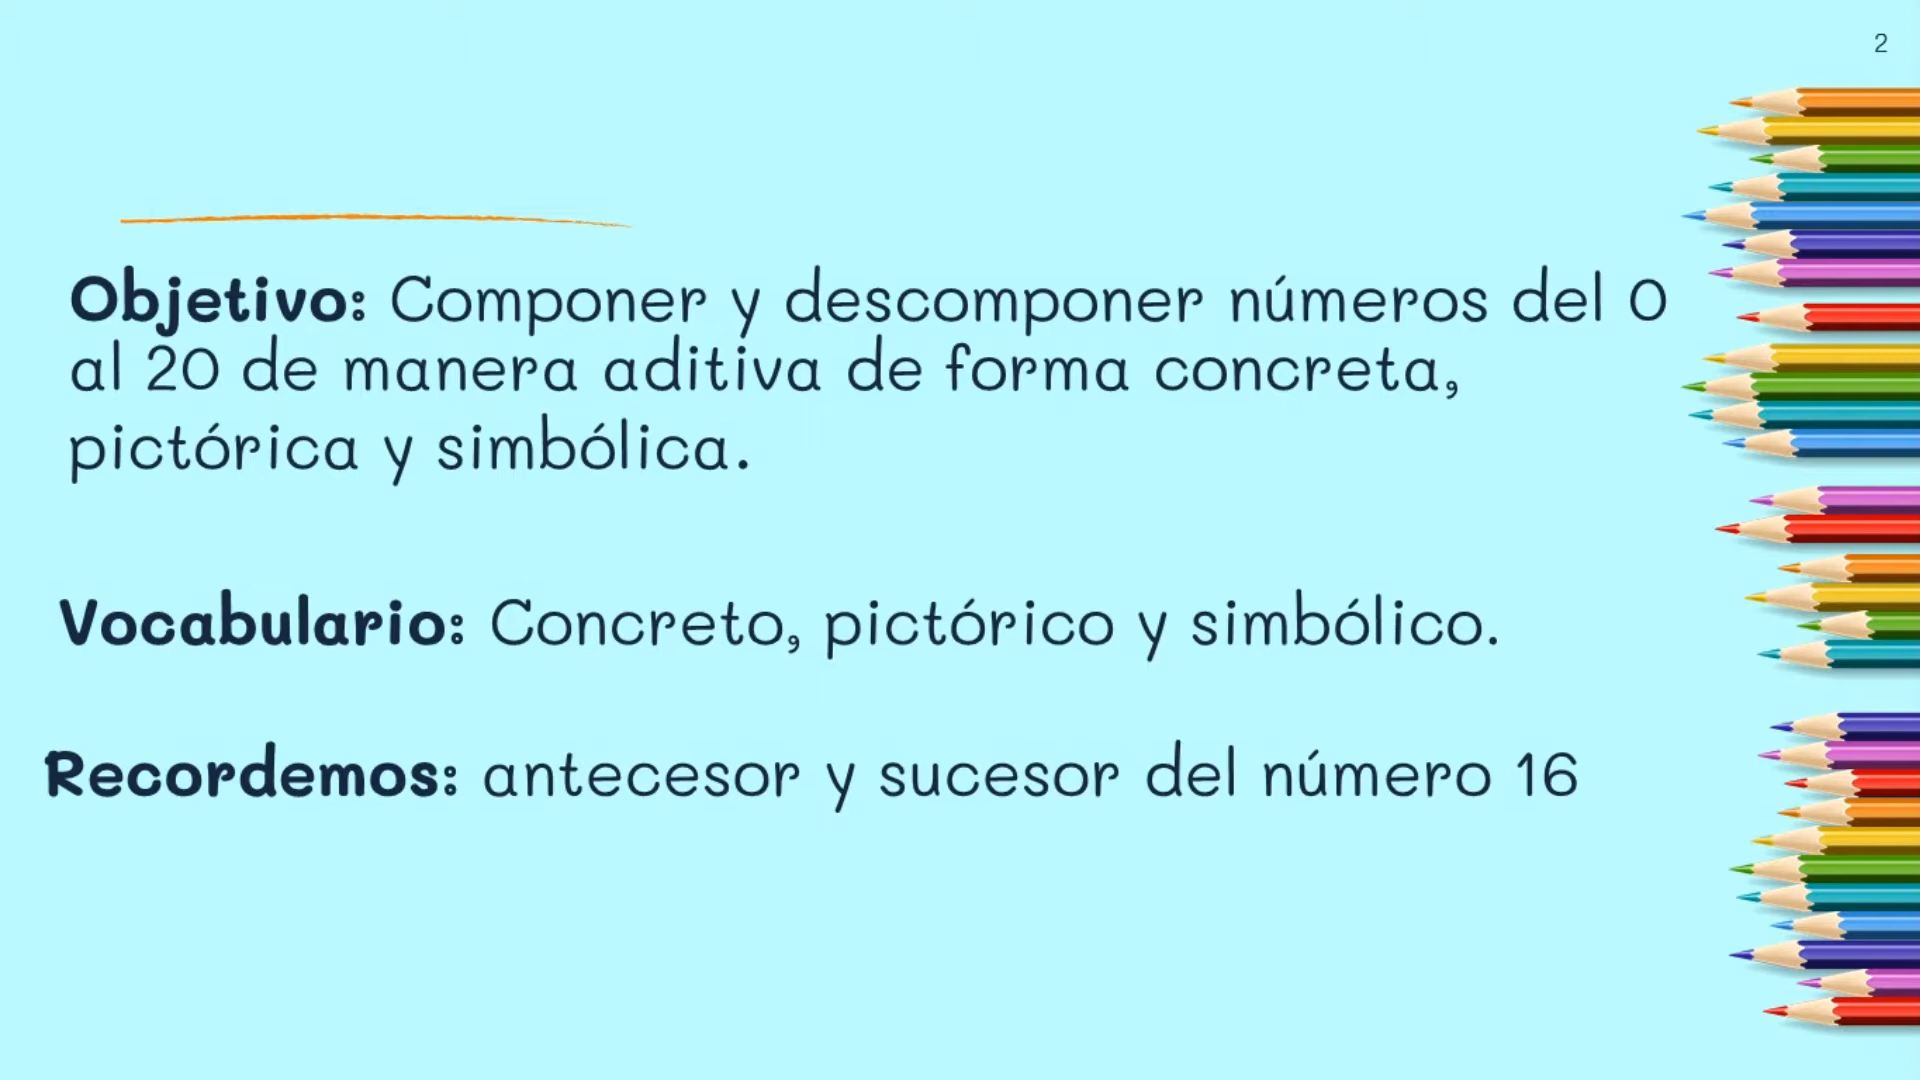 2
Objetivo: Componer y descomponer números del 0
al 20 de manera aditiva de forma concreta,
pictórica y simbólica.
Vocabulario: Concreto, pictórico y simbólico.
Recordemos: antecesor y sucesor del número 16